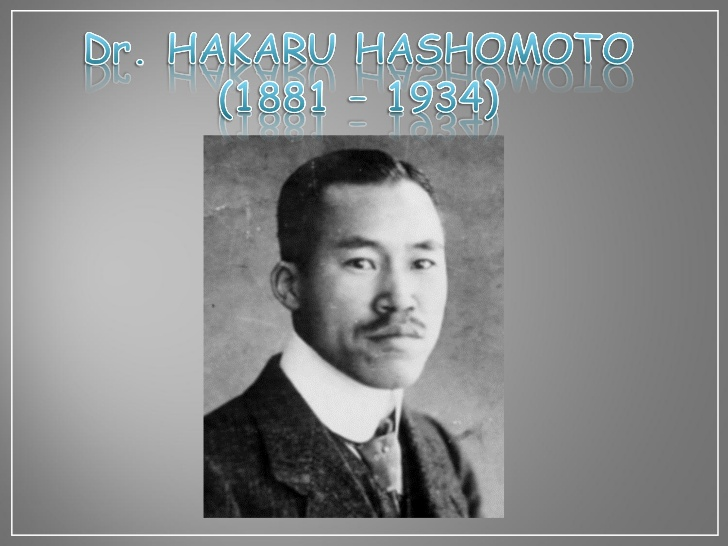 Dr. HAKARU HASHOMOTO
(1881 – 1934)